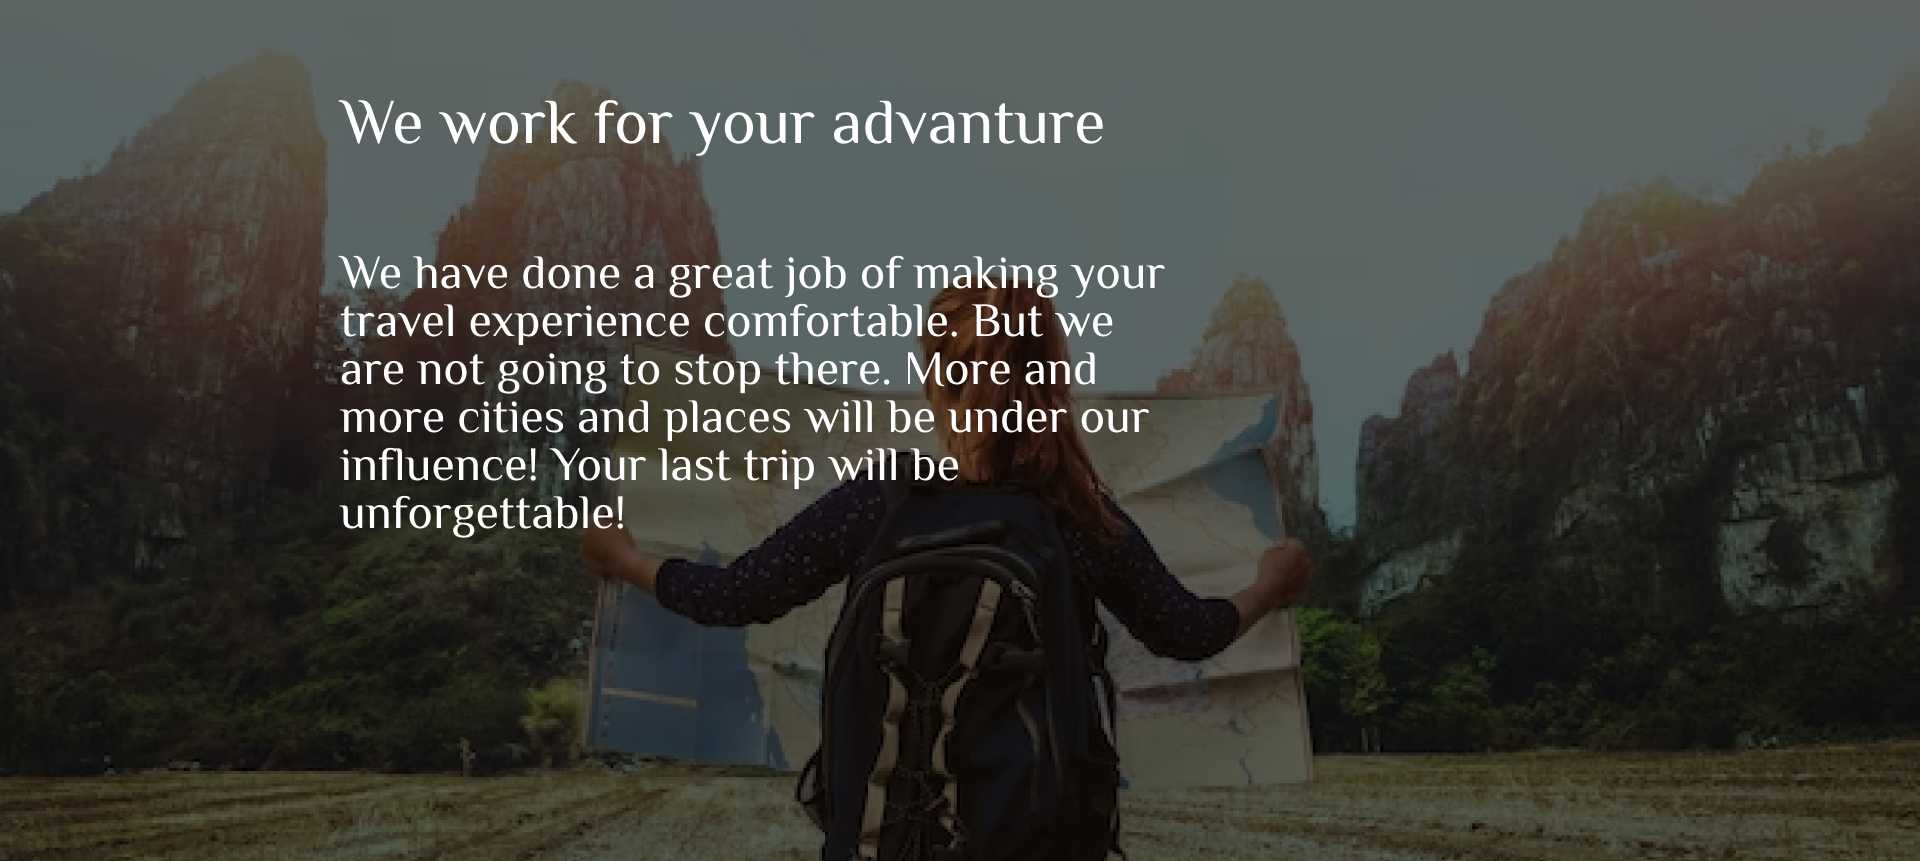 We work for your advanture
We have done a great job of making your
travel experience comfortable. But we
are not going to stop there. More and
more cities and places will be under our
influence! Your last trip will be
unforgettable!